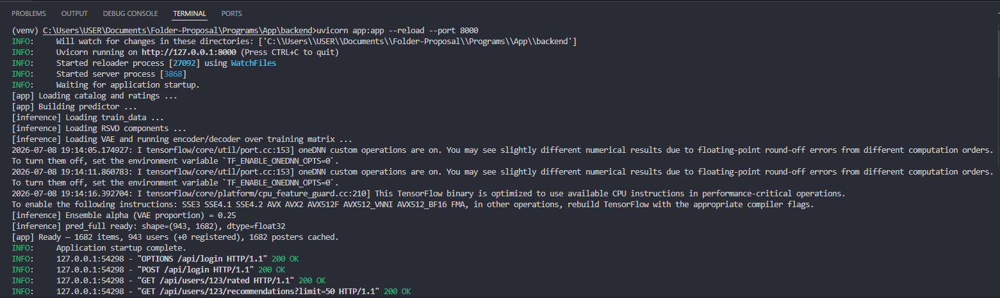 PROBLEMS OUTPUT DEBUG CONSOLE TERMINAL PORTS
(venv) C:\Users\USER\Documents\Folder-Proposal\Programs\App\backend>uvicorn app:app --reload --port 8000
INFO:     Will watch for changes in these directories: ['C:\\Users\\USER\\Documents\\Folder-Proposal\\Programs\\App\\backend']
INFO:     Uvicorn running on http://127.0.0.1:8000 (Press CTRL+C to quit)
INFO:     Started reloader process [27092] using WatchFiles
INFO:     Started server process [3868]
INFO:     Waiting for application startup.
[app] Loading catalog and ratings ...
[app] Building predictor ...
[inference] Loading train_data ...
[inference] Loading RSVD components ...
[inference] Loading VAE and running encoder/decoder over training matrix ...
2026-07-08 19:14:05.174927: I tensorflow/core/util/port.cc:153] oneDNN custom operations are on. You may see slightly different numerical results due to floating-point round-off errors from different computation orders.
To turn them off, set the environment variable `TF_ENABLE_ONEDNN_OPTS=0`.
2026-07-08 19:14:11.860783: I tensorflow/core/util/port.cc:153] oneDNN custom operations are on. You may see slightly different numerical results due to floating-point round-off errors from different computation orders.
To turn them off, set the environment variable `TF_ENABLE_ONEDNN_OPTS=0`.
2026-07-08 19:14:16.392704: I tensorflow/core/platform/cpu_feature_guard.cc:210] This TensorFlow binary is optimized to use available CPU instructions in performance-critical operations.
To enable the following instructions: SSE3 SSE4.1 SSE4.2 AVX AVX2 AVX512F AVX512_VNNI AVX512_BF16 FMA, in other operations, rebuild TensorFlow with the appropriate compiler flags.
[inference] Ensemble alpha (VAE proportion) = 0.25
[inference] pred_full ready: shape=(943, 1682), dtype=float32
[app] Ready — 1682 items, 943 users (+0 registered), 1682 posters cached.
INFO:     Application startup complete.
INFO:     127.0.0.1:54298 - "OPTIONS /api/login HTTP/1.1" 200 OK
INFO:     127.0.0.1:54298 - "POST /api/login HTTP/1.1" 200 OK
INFO:     127.0.0.1:54298 - "GET /api/users/123/rated HTTP/1.1" 200 OK
INFO:     127.0.0.1:54298 - "GET /api/users/123/recommendations?limit=50 HTTP/1.1" 200 OK